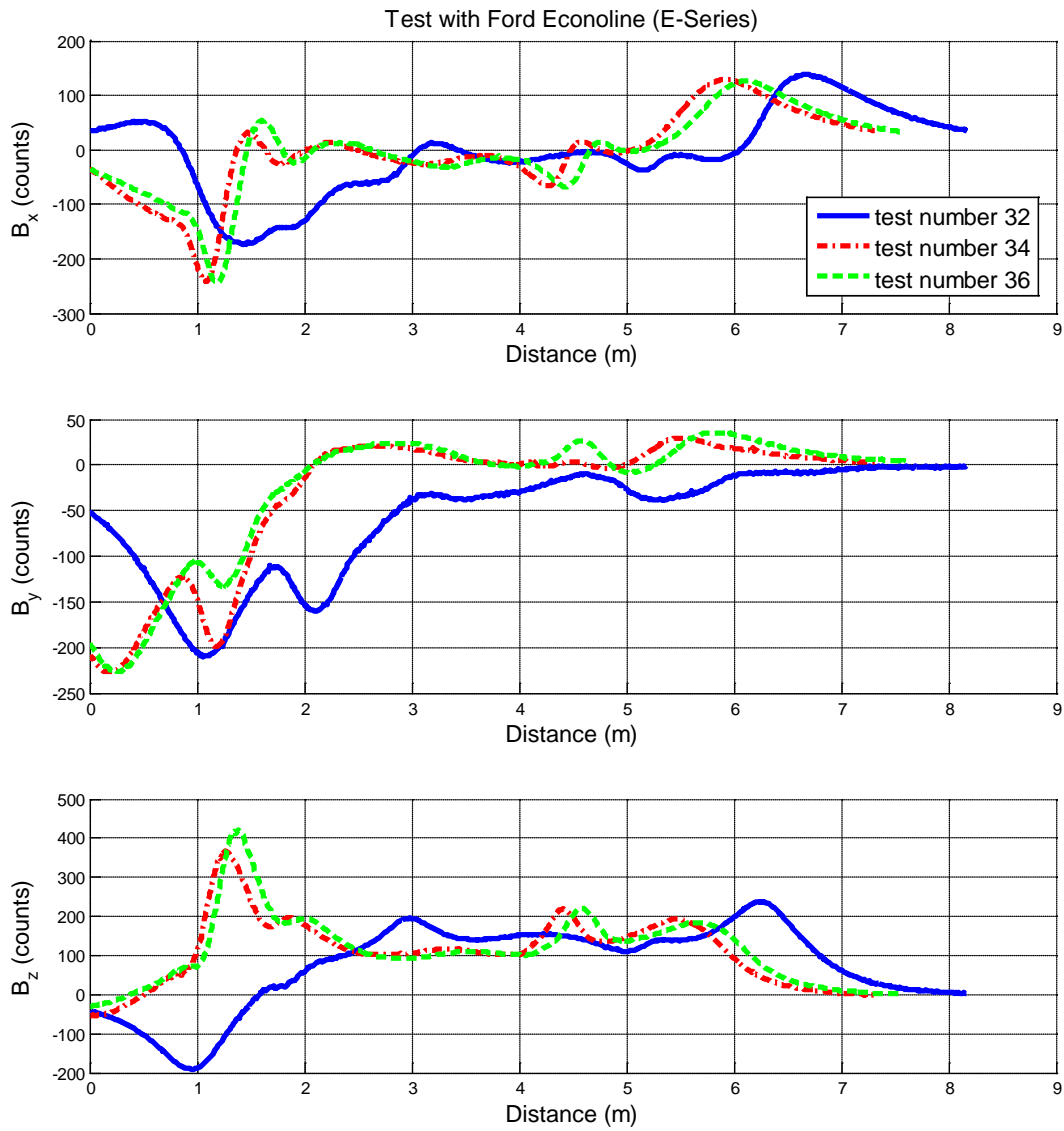 Test with Ford Econoline (E-Series)
200
100
0
-100
-200
-300
B_x (counts)
0 1 2 3 4 5 6 7 8 9
Distance (m)
test number 32
test number 34
test number 36
50
0
-50
-100
-150
-200
-250
B_y (counts)
0 1 2 3 4 5 6 7 8 9
Distance (m)
500
400
300
200
100
0
-100
-200
B_z (counts)
0 1 2 3 4 5 6 7 8 9
Distance (m)